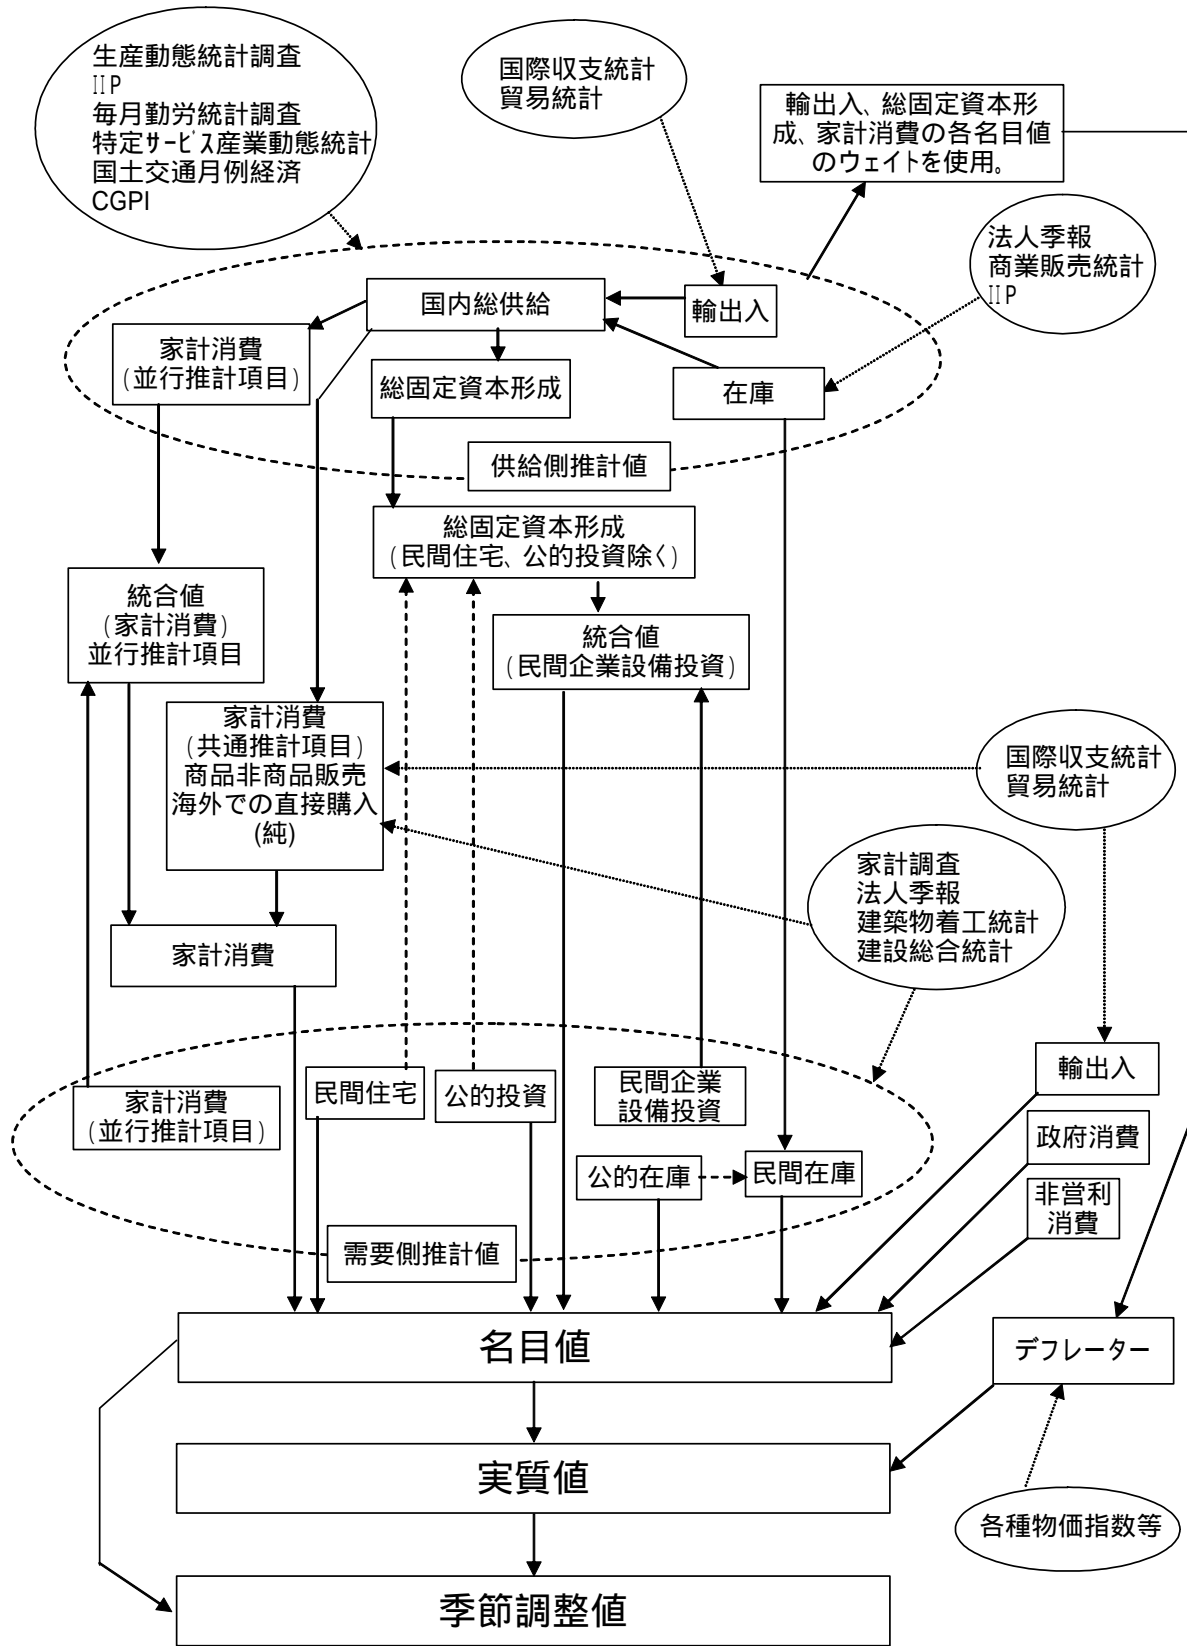 生産動態統計調査
IIP
毎月勤労統計調査
特定サービス産業動態統計
国土交通月例経済
CGPI
国際収支統計
貿易統計
輸出入、総固定資本形
成、家計消費の各名目値
のウェイトを使用。
法人季報
商業販売統計
IIP
国内総供給
輸出入
家計消費
(並行推計項目)
総固定資本形成
在庫
供給側推計値
総固定資本形成
(民間住宅、公的投資除く)
統合値
(家計消費)
並行推計項目
統合値
(民間企業設備投資)
家計消費
(共通推計項目)
商品非商品販売
海外での直接購入
(純)
国際収支統計
貿易統計
家計調査
法人季報
建築物着工統計
建設総合統計
家計消費
輸出入
民間住宅
公的投資
民間企業
設備投資
家計消費
(並行推計項目)
政府消費
公的在庫
民間在庫
非営利
消費
需要側推計値
名目値
デフレーター
実質値
各種物価指数等
季節調整値